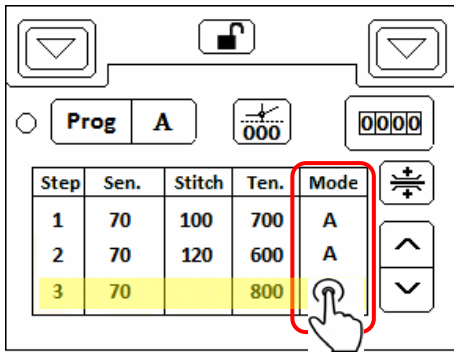 Prog A 000 0000
Step Sen. Stitch Ten. Mode
1 70 100 700 A
2 70 120 600 A
3 70 800